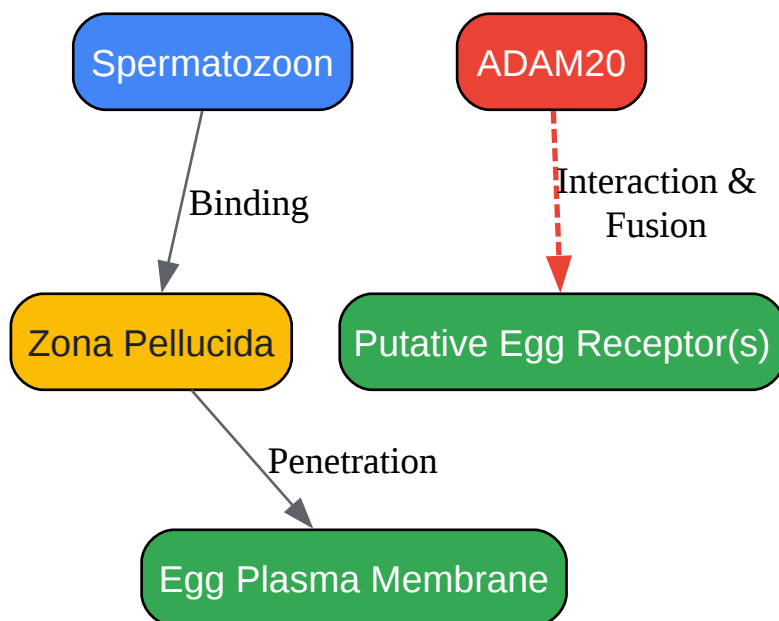 Spermatozoon
ADAM20
Binding
Interaction &
Fusion
Zona Pellucida
Putative Egg Receptor(s)
Penetration
Egg Plasma Membrane